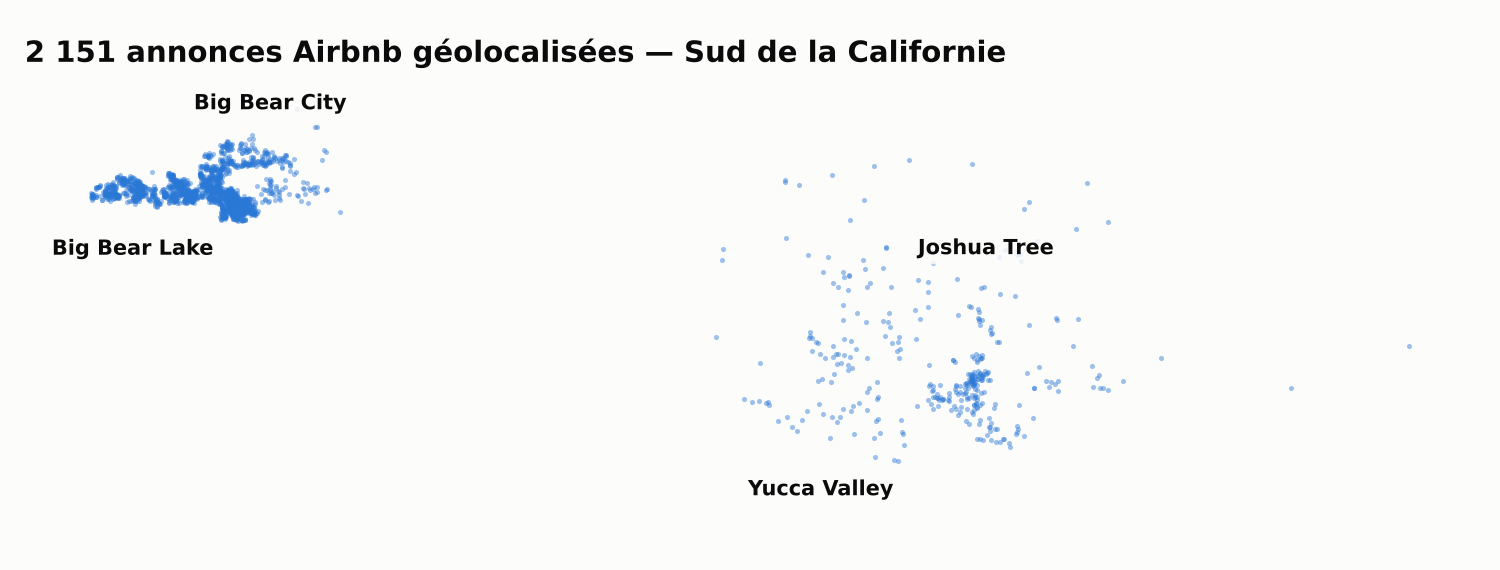 2 151 annonces Airbnb géolocalisées — Sud de la Californie
Big Bear City
Big Bear Lake
Joshua Tree
Yucca Valley